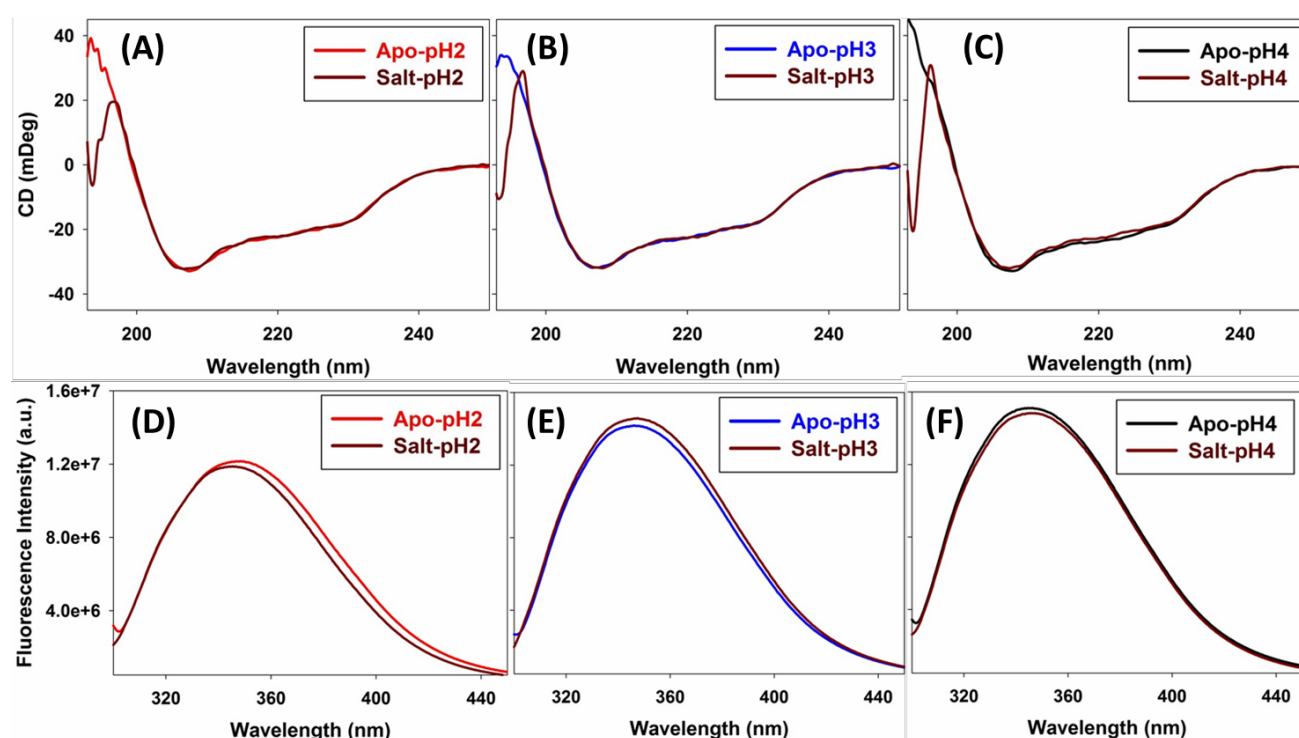 (A)
Apo-pH2
Salt-pH2
(B)
Apo-pH3
Salt-pH3
(C)
Apo-pH4
Salt-pH4
CD (mDeg)
40
20
0
-20
-40
200 220 240
200 220 240
200 220 240
Wavelength (nm)
Wavelength (nm)
Wavelength (nm)
(D)
Apo-pH2
Salt-pH2
(E)
Apo-pH3
Salt-pH3
(F)
Apo-pH4
Salt-pH4
Fluorescence Intensity (a.u.)
1.6e+7
1.2e+7
8.0e+6
4.0e+6
320 360 400 440
320 360 400 440
320 360 400 440
Wavelength (nm)
Wavelength (nm)
Wavelength (nm)